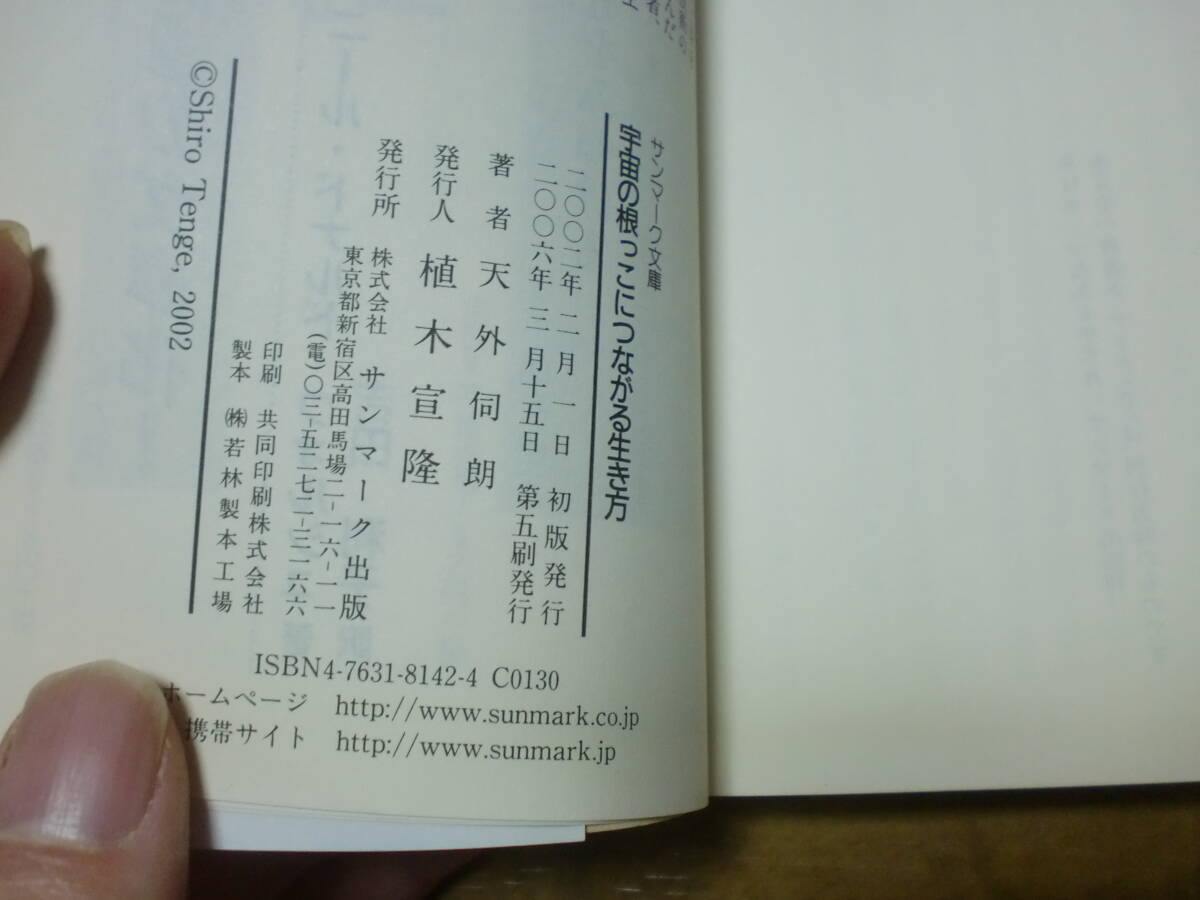 サンマーク文庫
宇宙の根っこにつながる生き方
二〇〇二年 二 月 一 日 初 版 発 行
二〇〇六年 三 月十五日 第五刷発行
著 者 天 外 伺 朗
発行人 植 木 宣 隆
発行所 株式会社 サンマーク出版
東京都新宿区高田馬場二-一六-一一
(電)〇三-五二七二-三一六六
印刷 共同印刷株式会社
製本 ㈱若林製本工場
©Shiro Tenge, 2002
ISBN4-7631-8142-4 C0130
ホームページ http://www.sunmark.co.jp
携帯サイト http://www.sunmark.jp